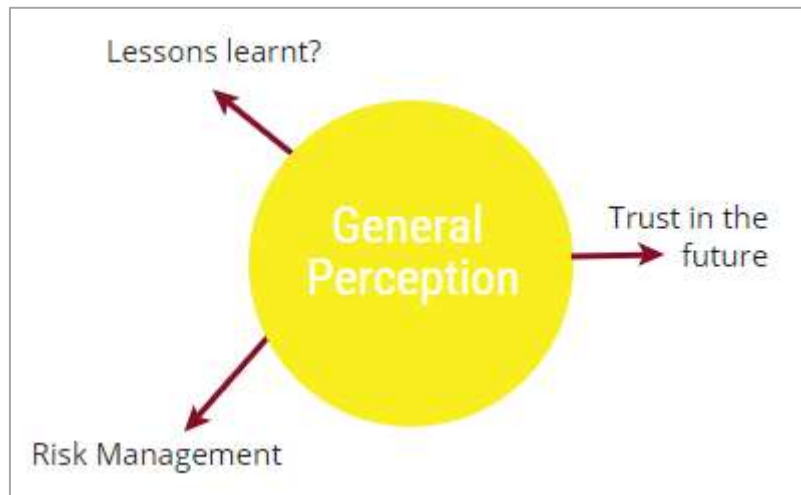 Lessons learnt?
General
Perception
Trust in the
future
Risk Management